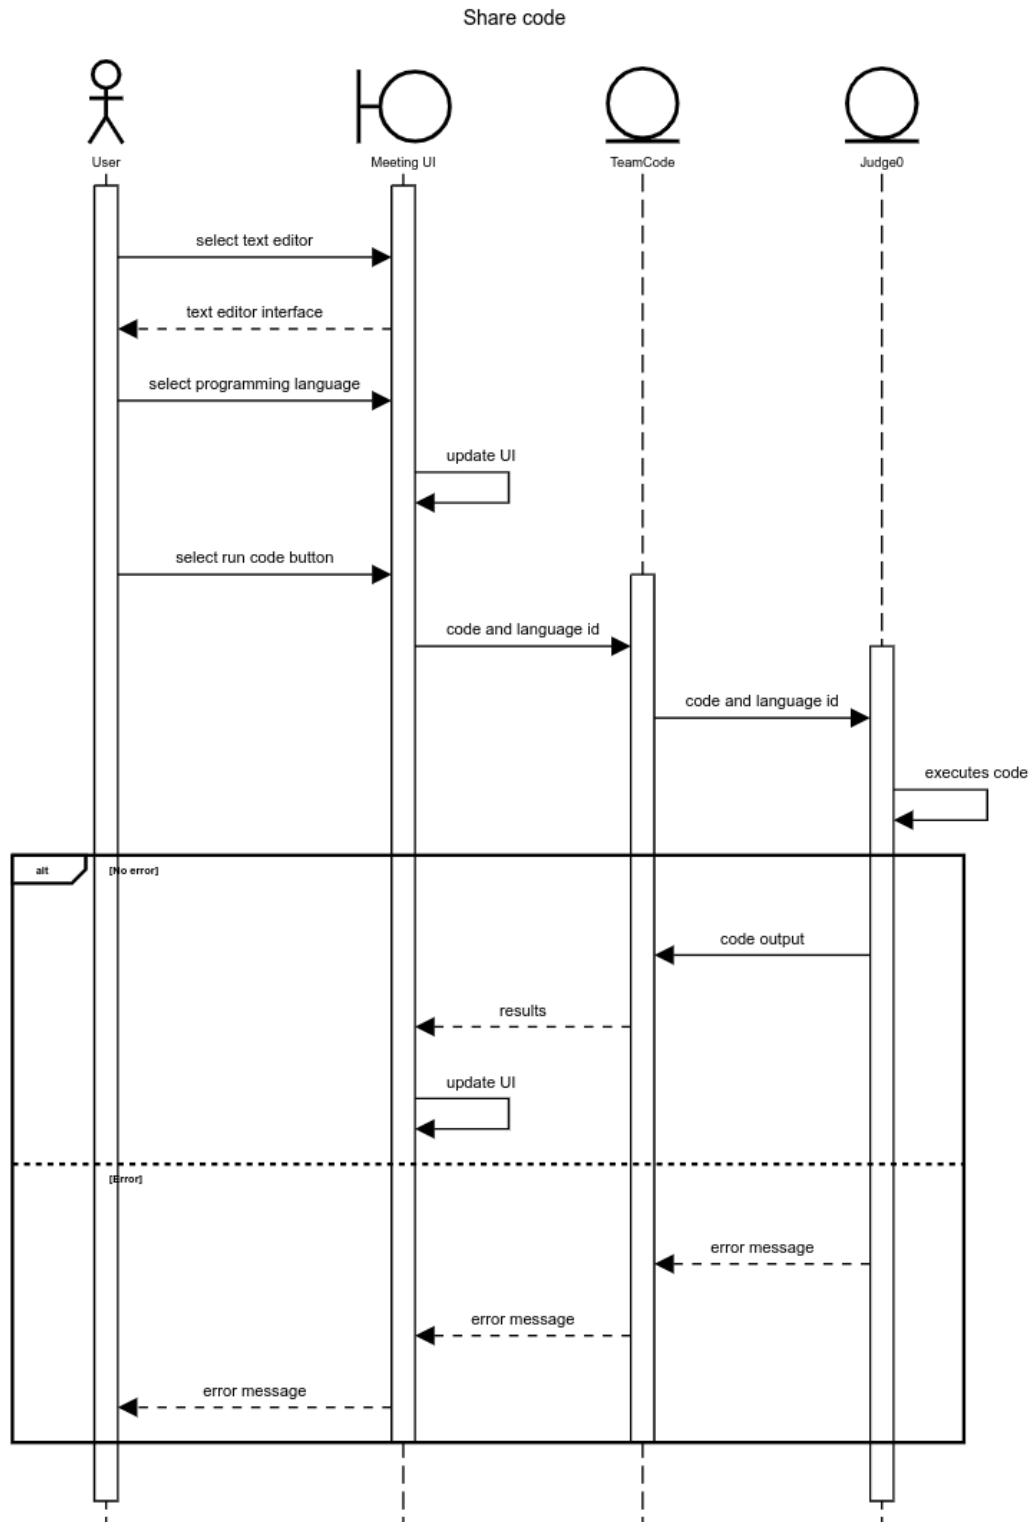 Share code
User
Meeting UI
TeamCode
Judge0
select text editor
text editor interface
select programming language
update UI
select run code button
code and language id
code and language id
executes code
alt
[No error]
code output
results
update UI
[Error]
error message
error message
error message